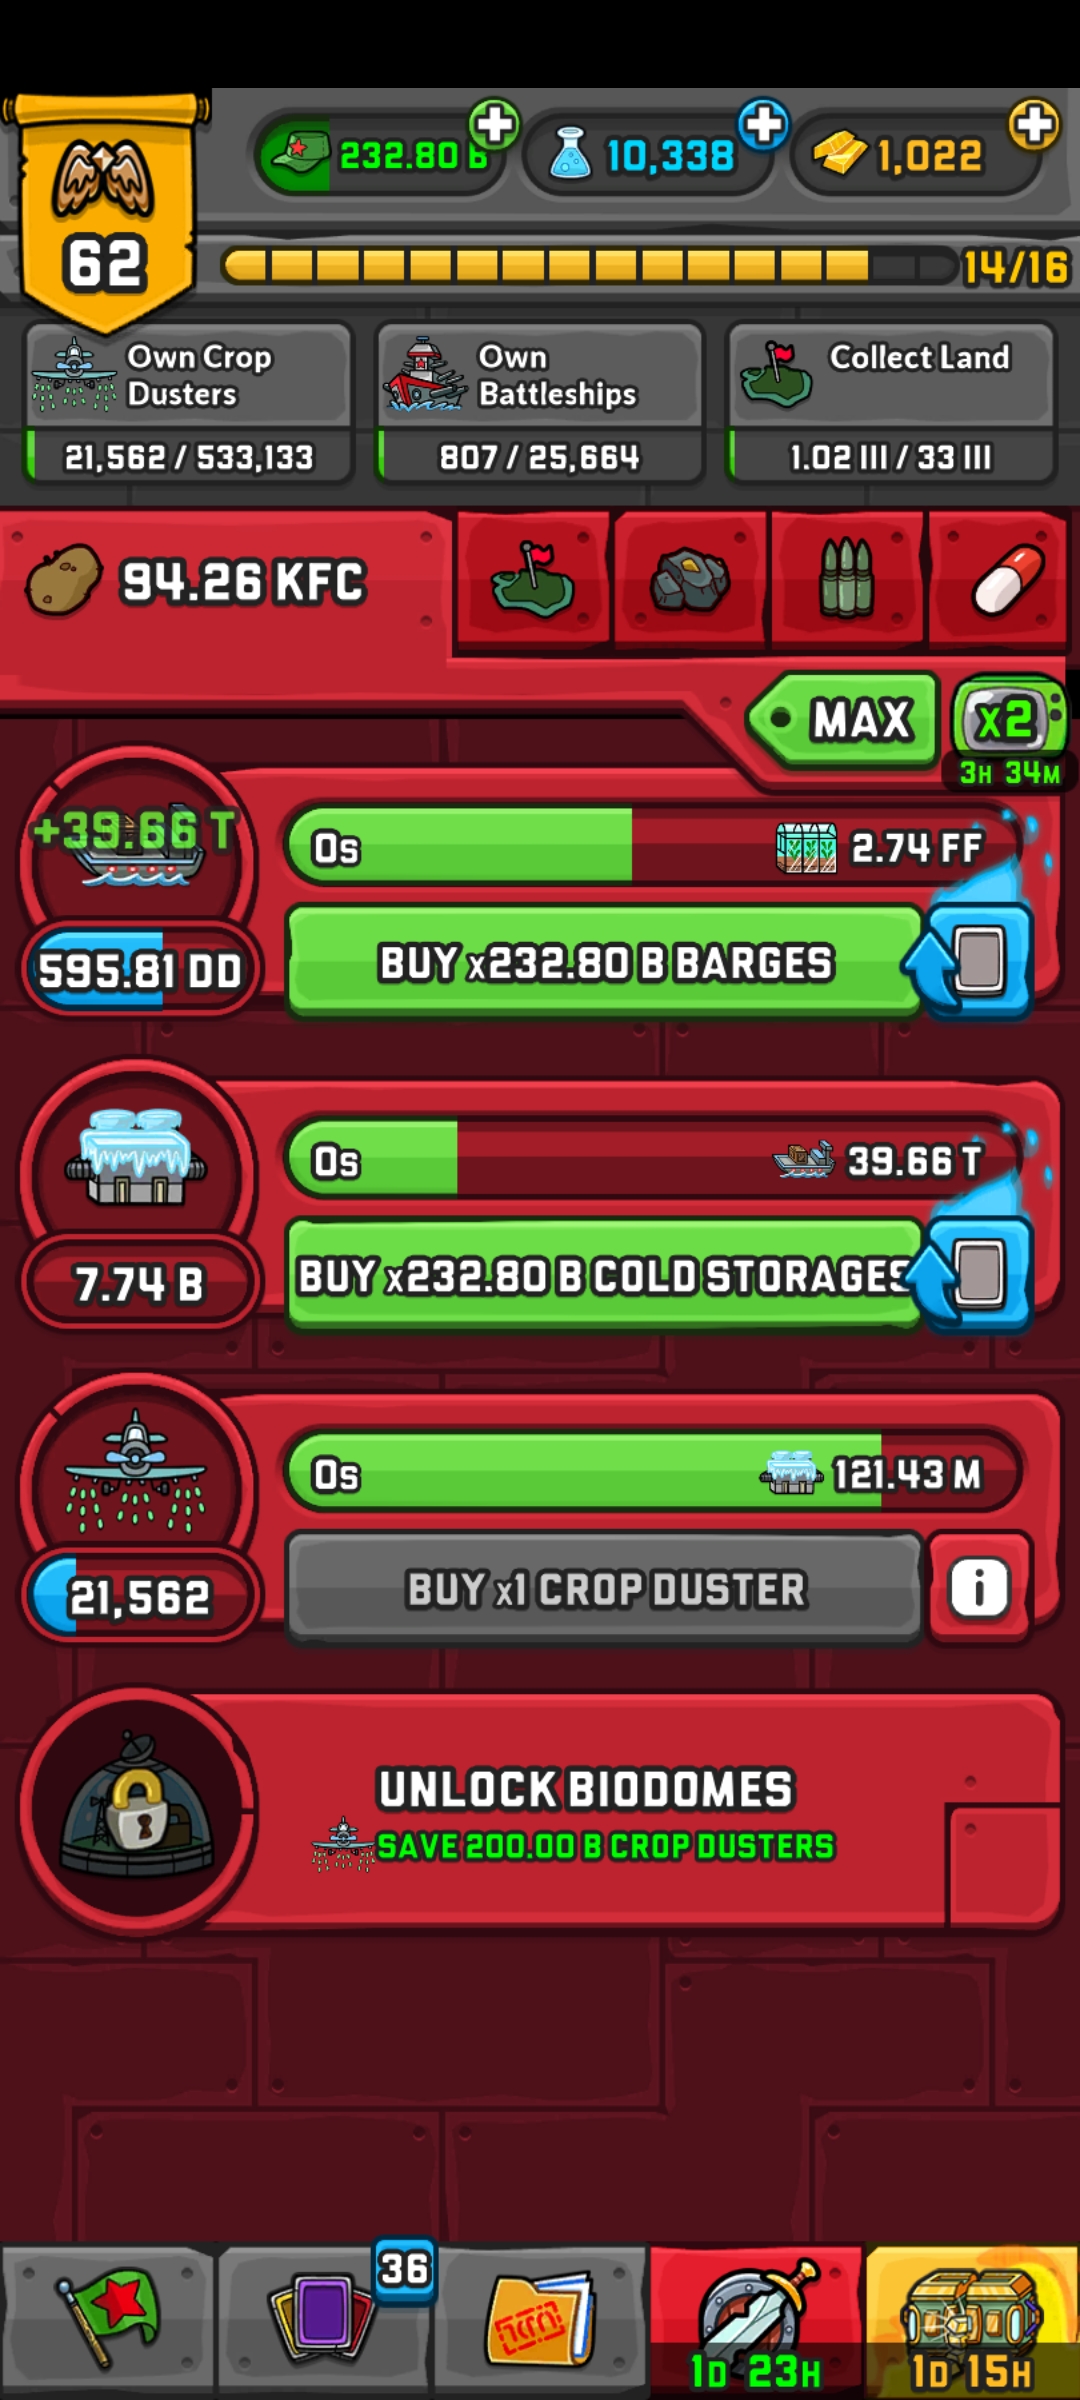 62
232.80 B
10,338
1,022
14/16
Own Crop
Dusters
21,562 / 533,133
Own
Battleships
807 / 25,664
Collect Land
1.02 III / 33 III
94.26 KFC
MAX
x2
3H 34M
+39.66 T
0s
2.74 FF
595.81 DD
BUY x232.80 B BARGES
0s
39.66 T
7.74 B
BUY x232.80 B COLD STORAGES
0s
121.43 M
21,562
BUY x1 CROP DUSTER
i
UNLOCK BIODOMES
SAVE 200.00 B CROP DUSTERS
36
1D 23H
1D 15H